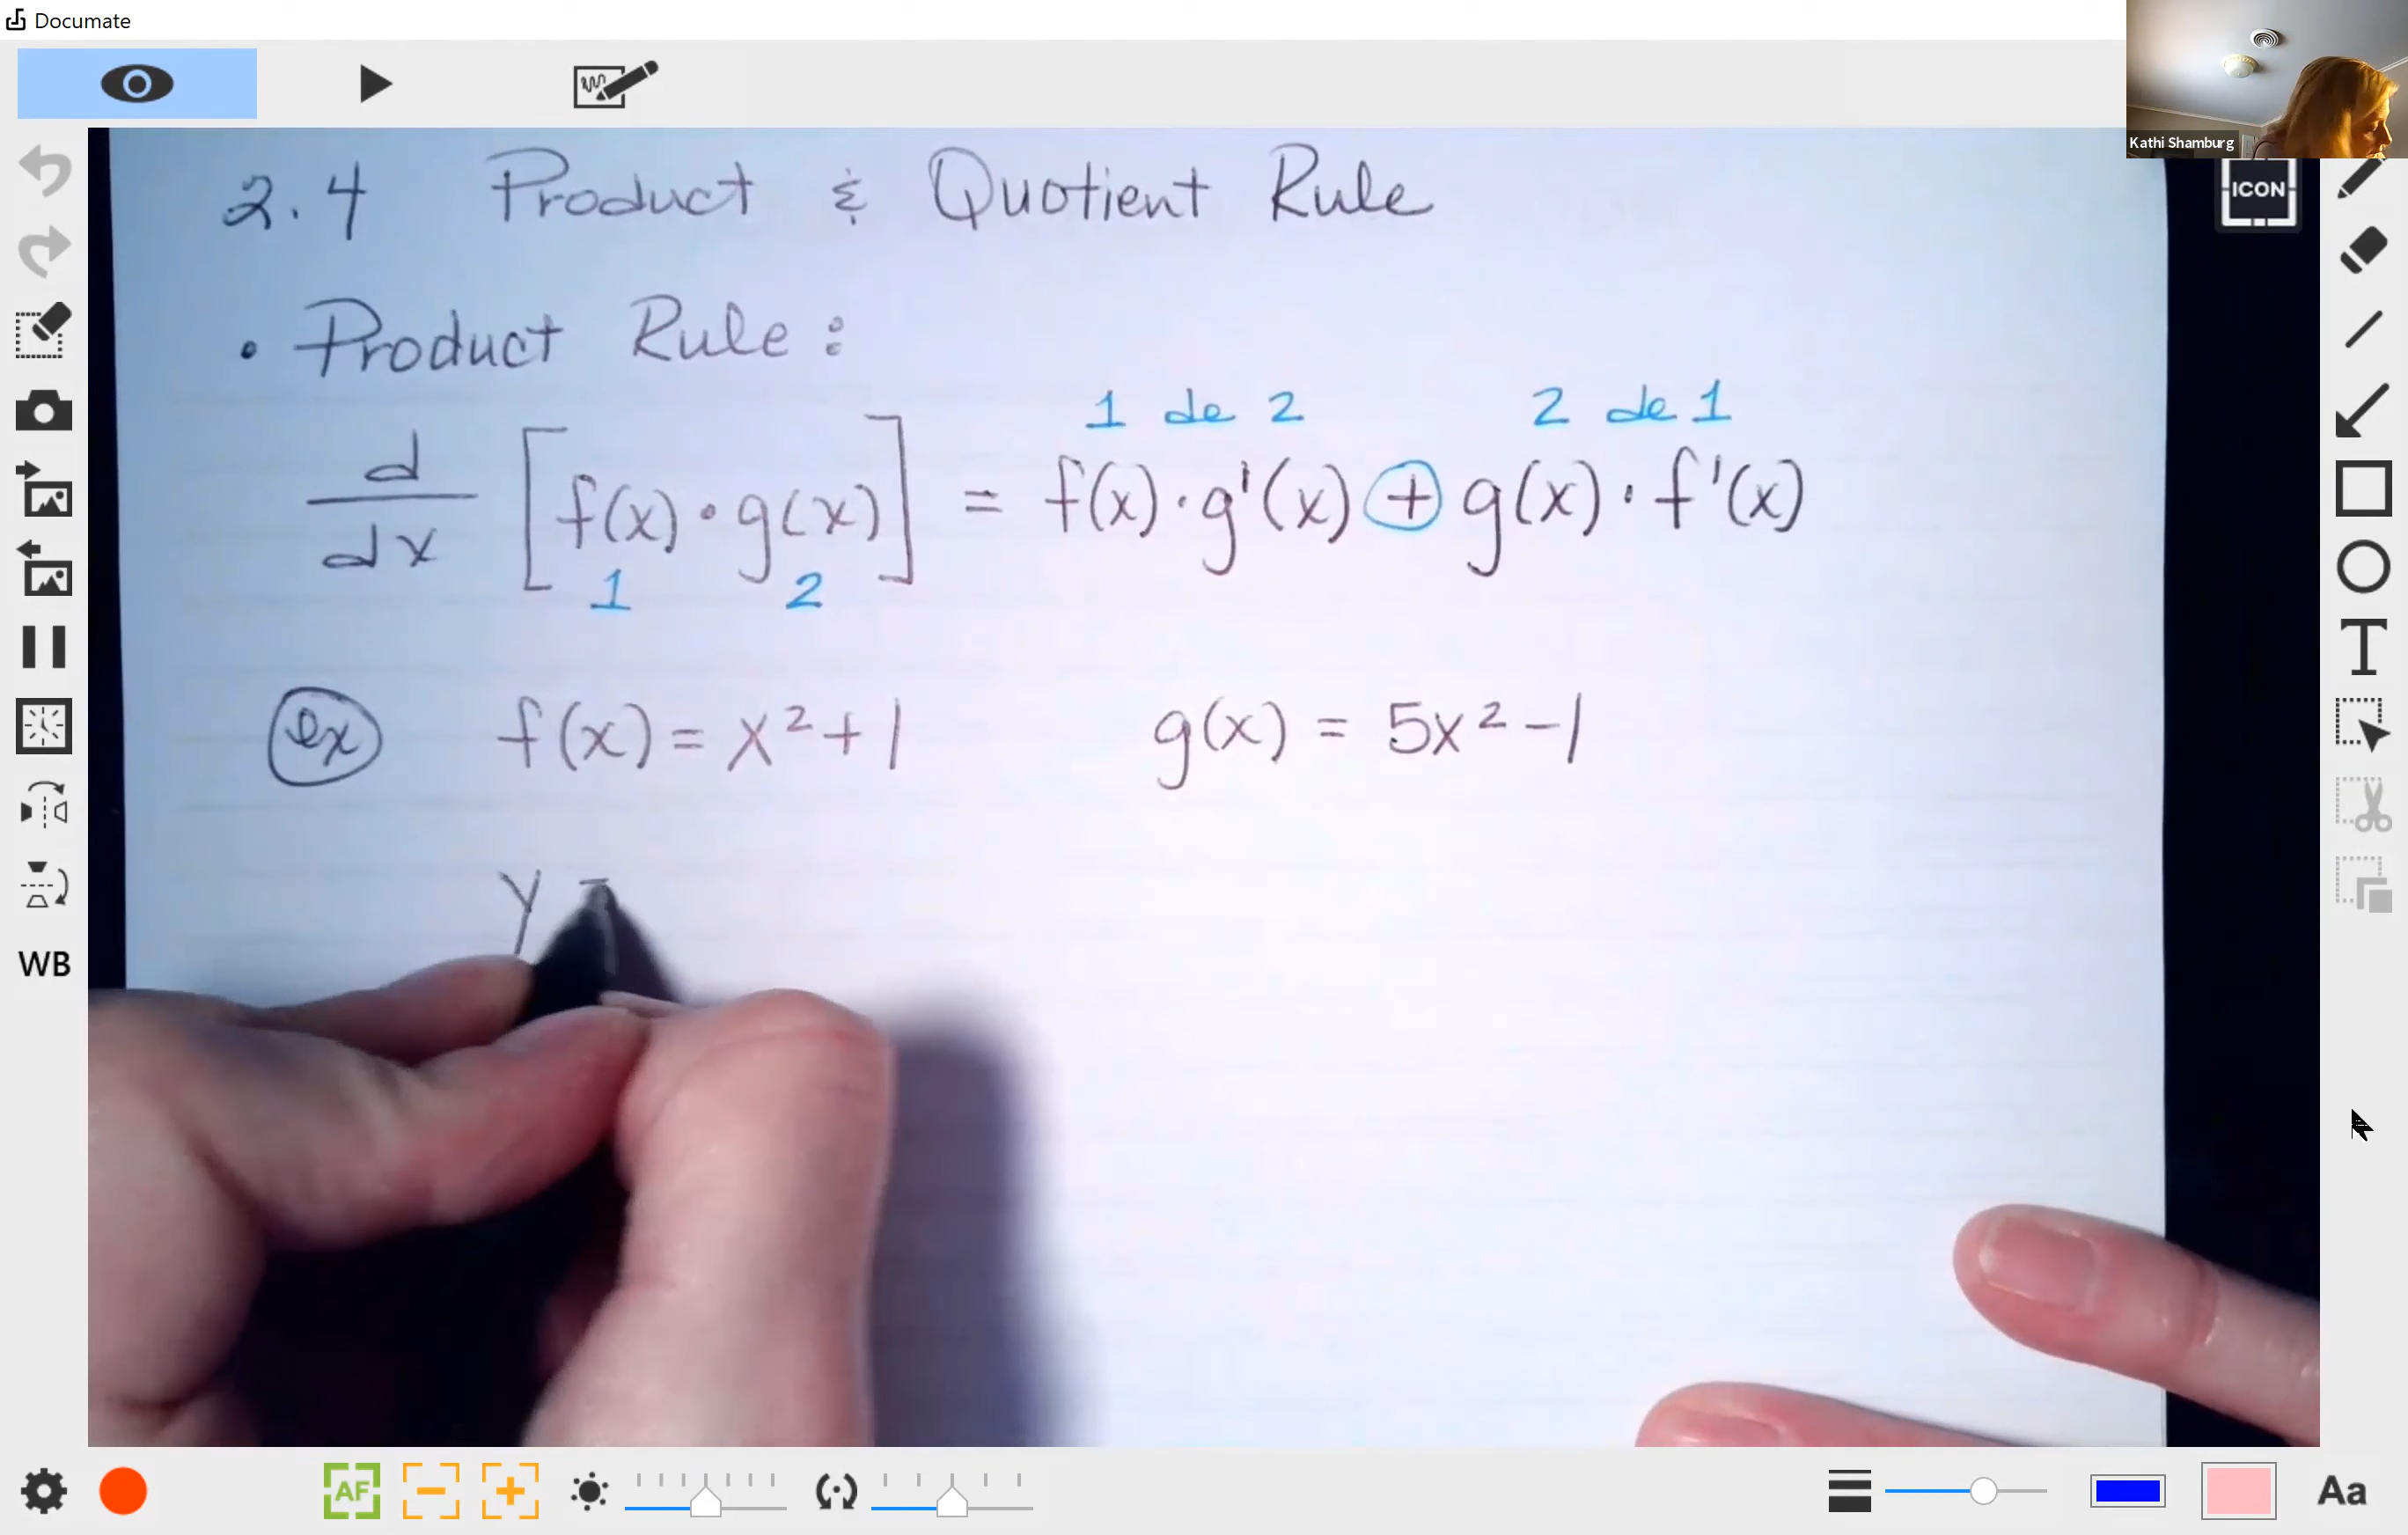 Documate
Kathi Shamburg
ICON
2.4 Product & Quotient Rule
• Product Rule:
1 de 2 2 de 1
d/dx [f(x)·g(x)] = f(x)·g'(x) + g(x)·f'(x)
1 2
ex f(x) = x²+1 g(x) = 5x²-1
y =
T
WB
AF
Aa